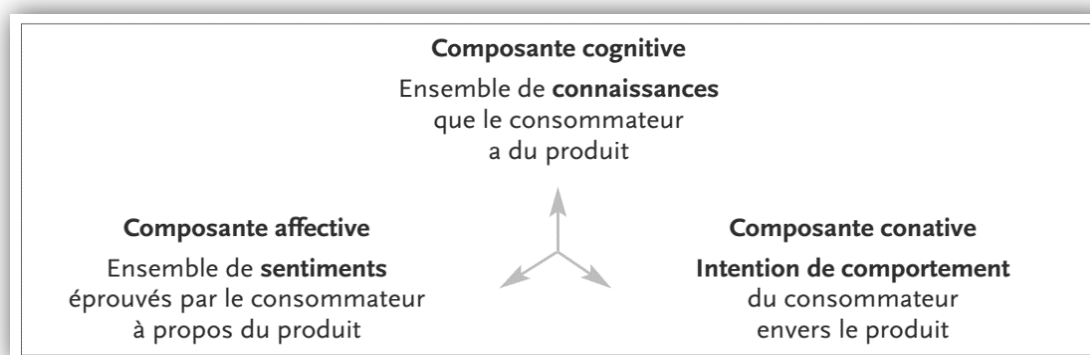 Composante cognitive
Ensemble de connaissances
que le consommateur
a du produit
Composante affective
Ensemble de sentiments
éprouvés par le consommateur
à propos du produit
Composante conative
Intention de comportement
du consommateur
envers le produit